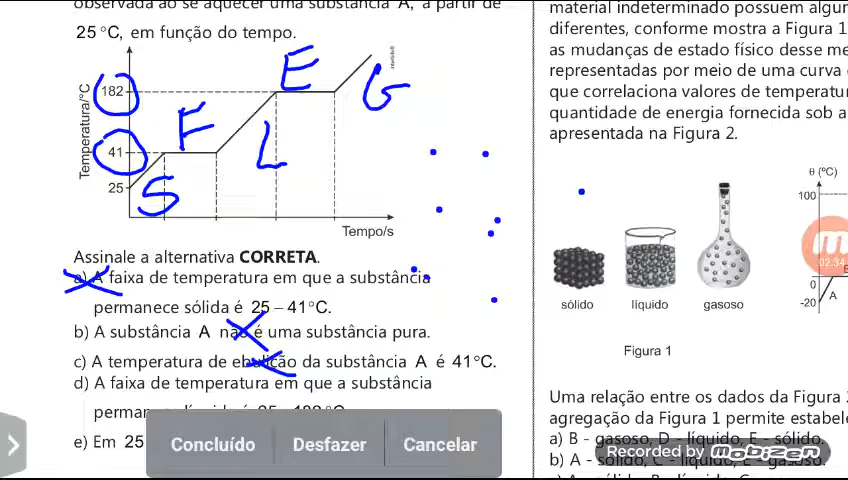 observada ao se aquecer uma substância A, a partir de
25 °C, em função do tempo.
Temperatura/°C
182
41
25
Tempo/s
S
F
L
E
G
Assinale a alternativa CORRETA.
a) A faixa de temperatura em que a substância
permanece sólida é 25 – 41°C.
b) A substância A não é uma substância pura.
c) A temperatura de ebulição da substância A é 41°C.
d) A faixa de temperatura em que a substância
e) Em 25
Concluído
Desfazer
Cancelar
material indeterminado possuem
diferentes, conforme mostra a Figura 1
as mudanças de estado físico desse
representadas por meio de uma curva
que correlaciona valores de
quantidade de energia fornecida sob a
apresentada na Figura 2.
θ (°C)
100
0
-20
A
E
02:34
sólido
líquido
gasoso
Figura 1
Uma relação entre os dados da Figura
agregação da Figura 1 permite
a) B - gasoso, D - líquido, E - sólido.
b) A - sólido, C - líquido, E - gasoso.
Recorded by mobizen